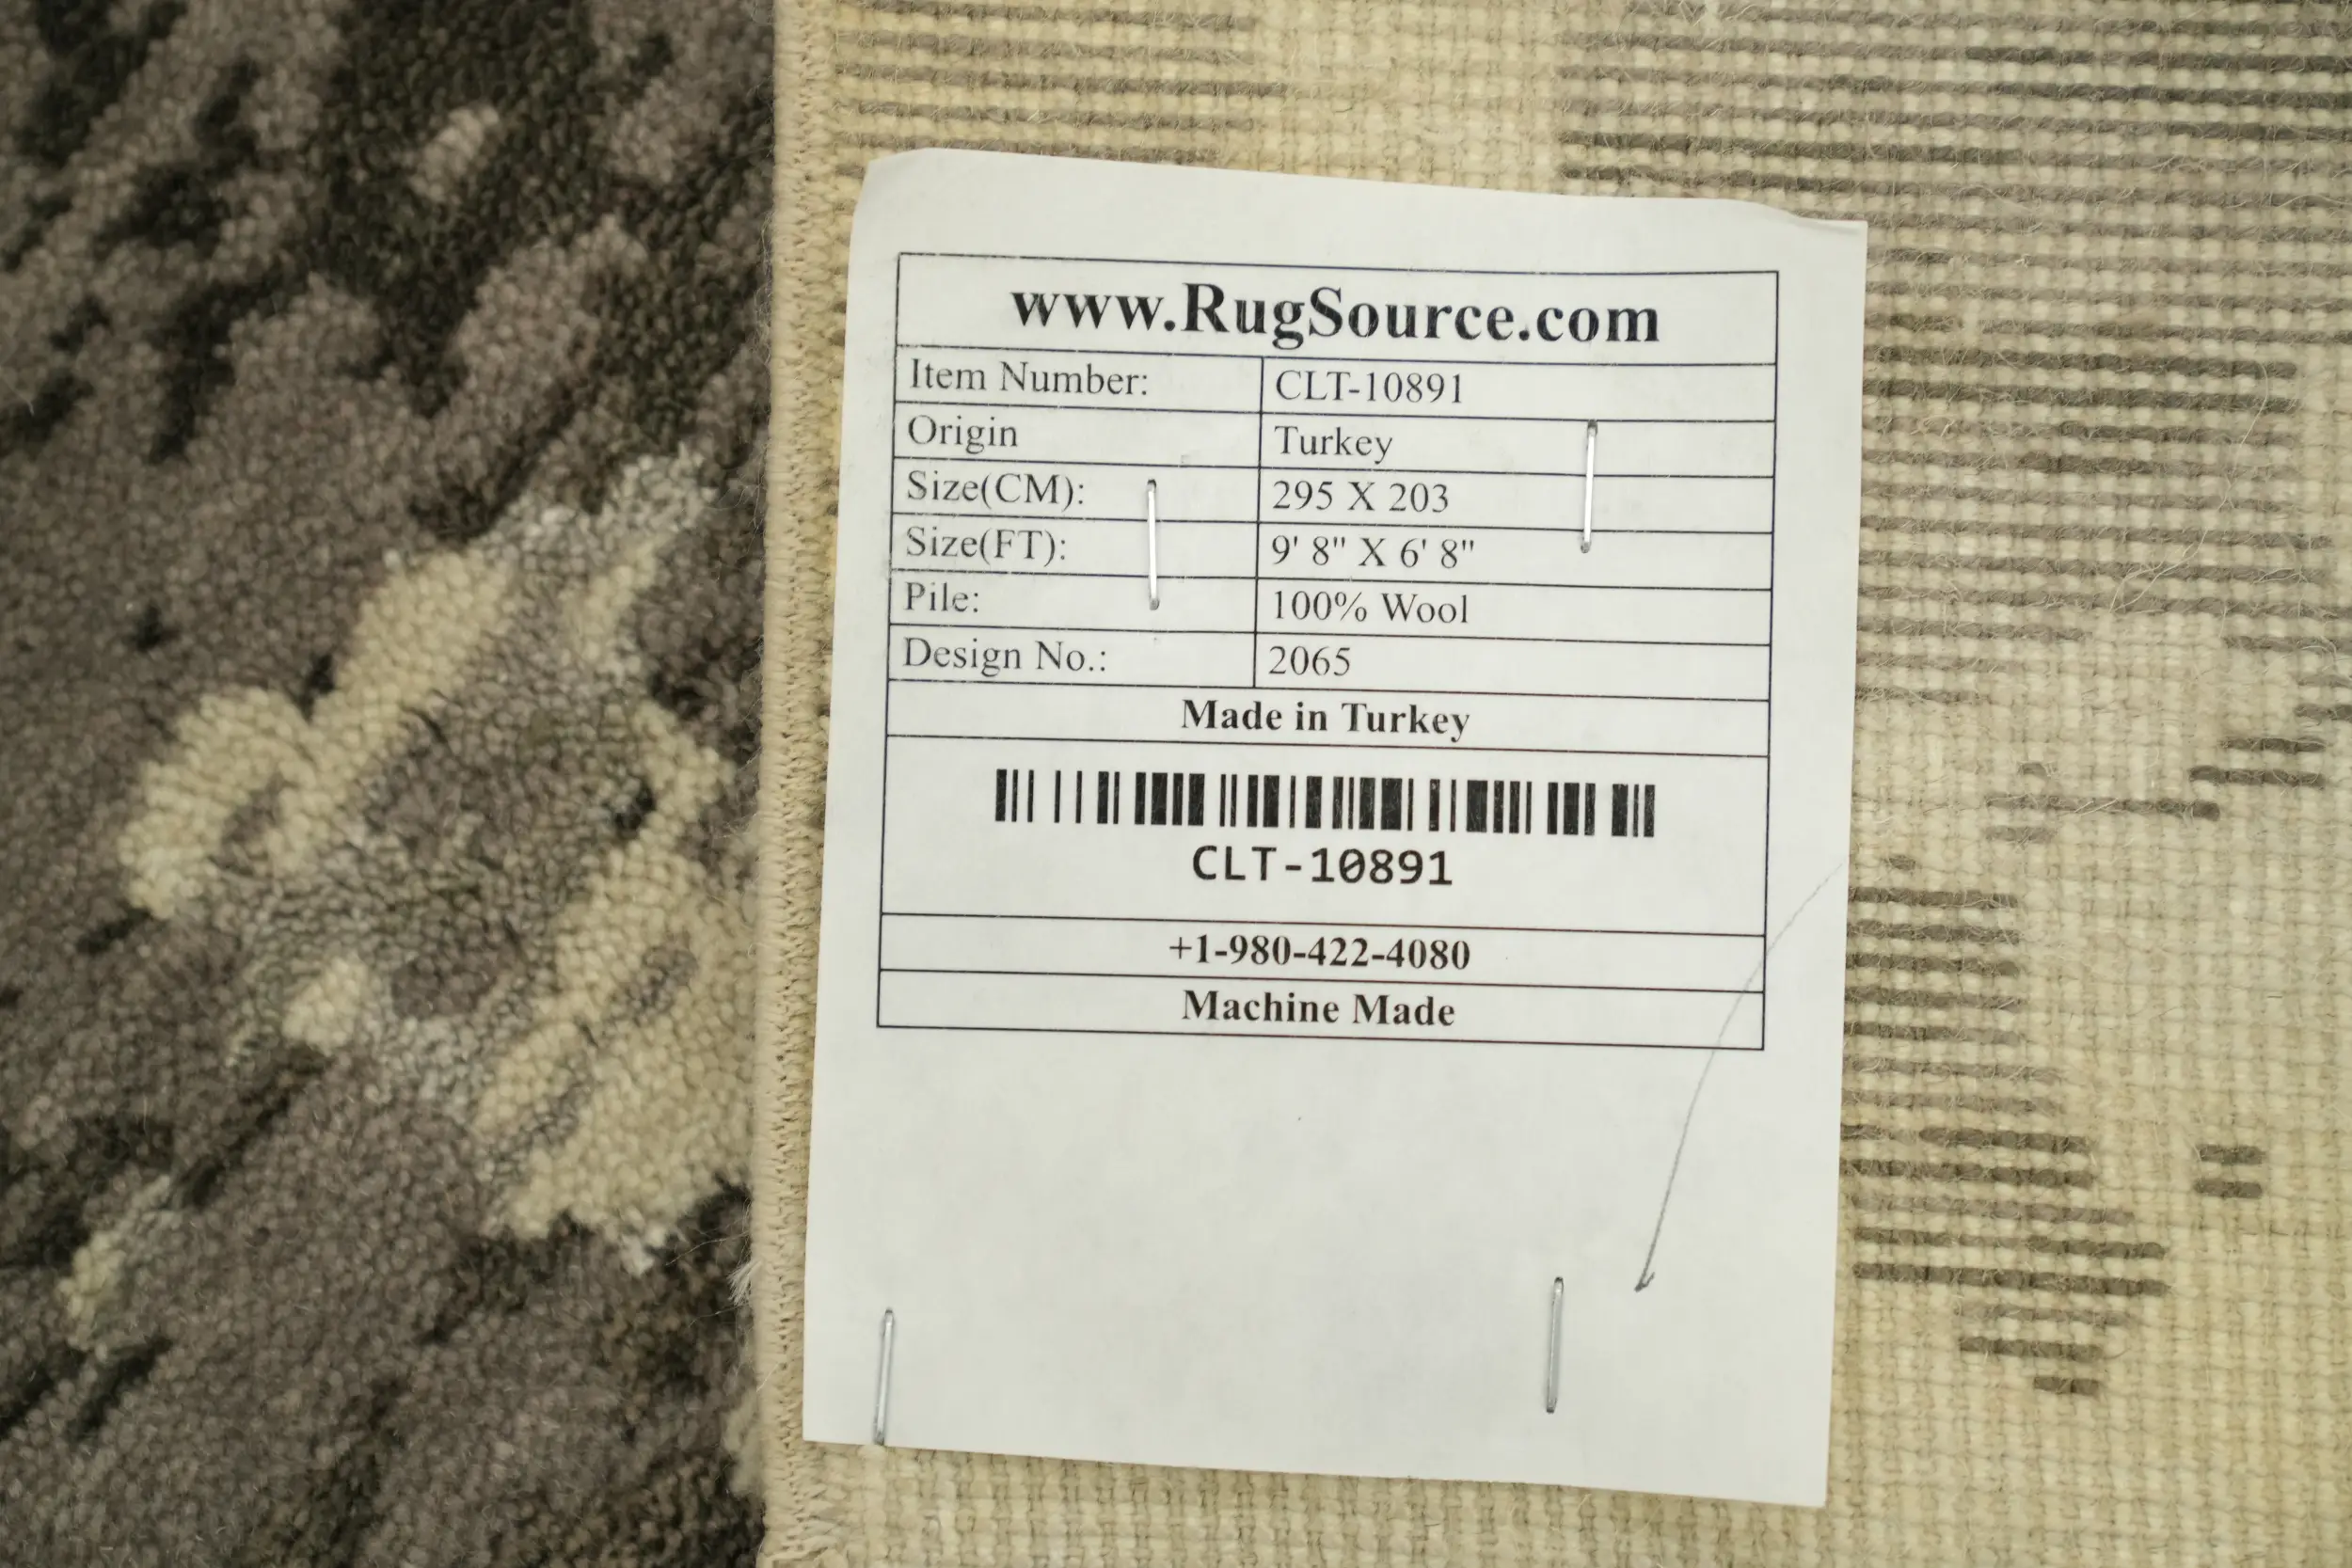 www.RugSource.com
Item Number: CLT-10891
Origin Turkey
Size(CM): 295 X 203
Size(FT): 9' 8" X 6' 8"
Pile: 100% Wool
Design No.: 2065
Made in Turkey
CLT-10891
+1-980-422-4080
Machine Made